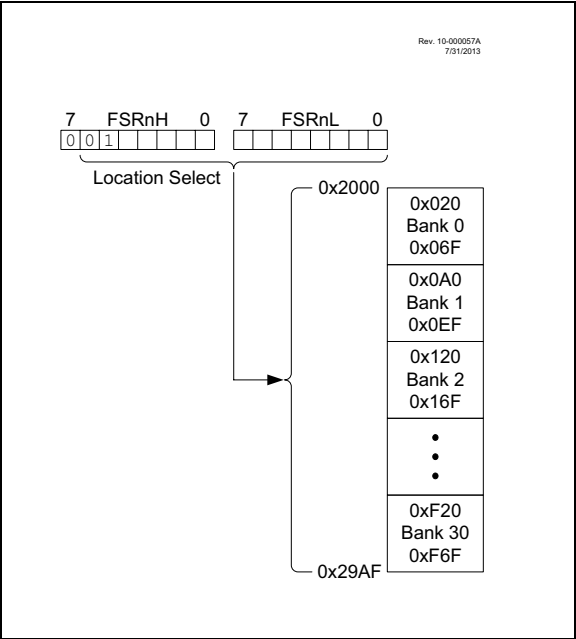 Rev. 10-000057A
7/31/2013
7 FSRnH 0 7 FSRnL 0
0 0 1
Location Select
0x2000
0x020
Bank 0
0x06F
0x0A0
Bank 1
0x0EF
0x120
Bank 2
0x16F
0xF20
Bank 30
0xF6F
0x29AF